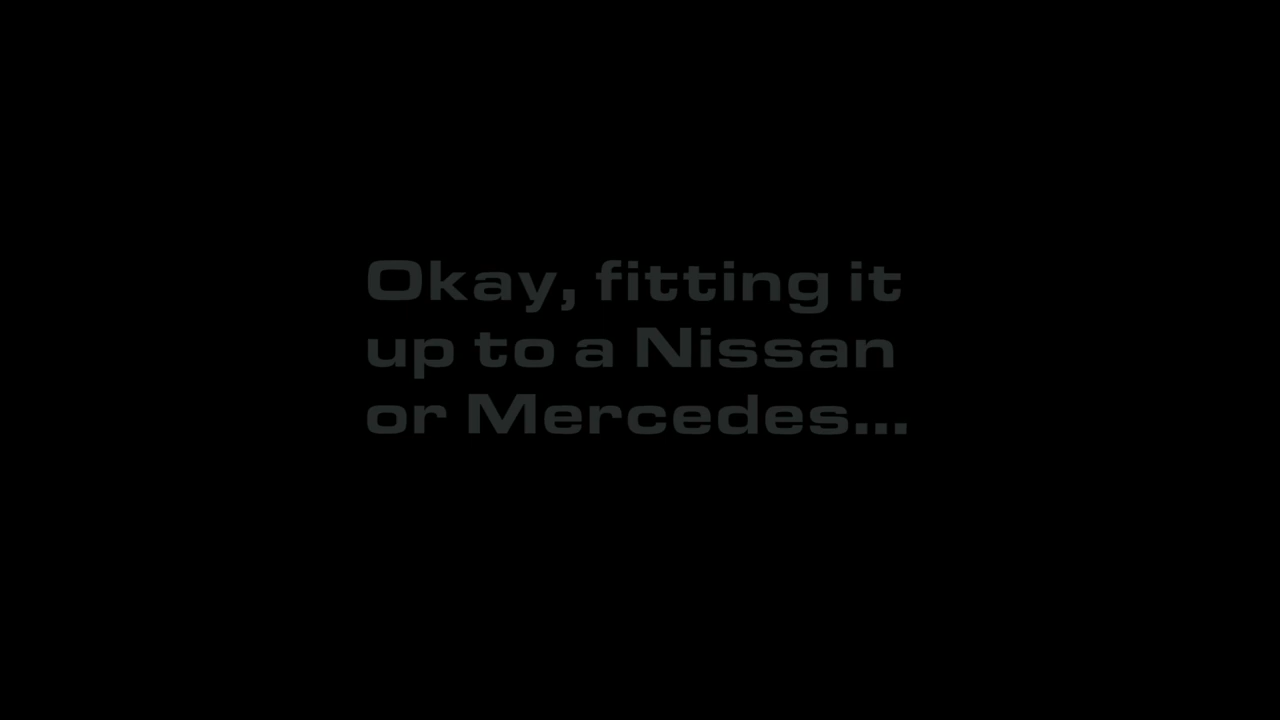 Okay, fitting it
up to a Nissan
or Mercedes...